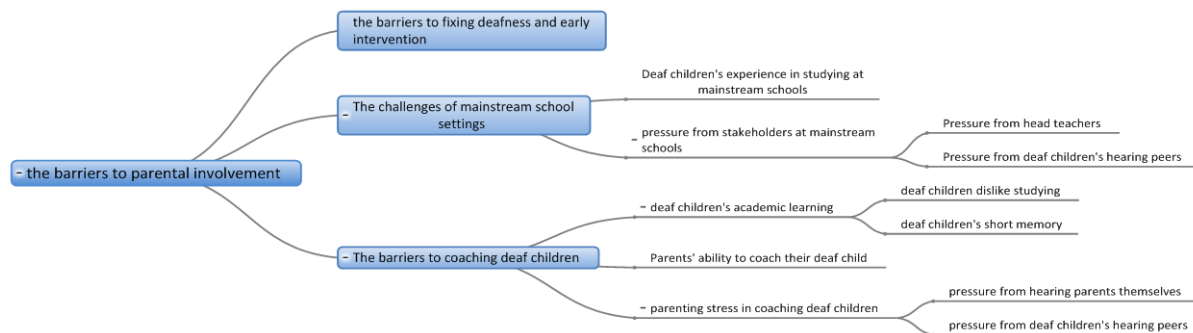 the barriers to fixing deafness and early
intervention
Deaf children's experience in studying at
mainstream schools
The challenges of mainstream school
settings
pressure from stakeholders at mainstream
schools
Pressure from head teachers
Pressure from deaf children's hearing peers
the barriers to parental involvement
deaf children's academic learning
deaf children dislike studying
deaf children's short memory
The barriers to coaching deaf children
Parents' ability to coach their deaf child
parenting stress in coaching deaf children
pressure from hearing parents themselves
pressure from deaf children's hearing peers